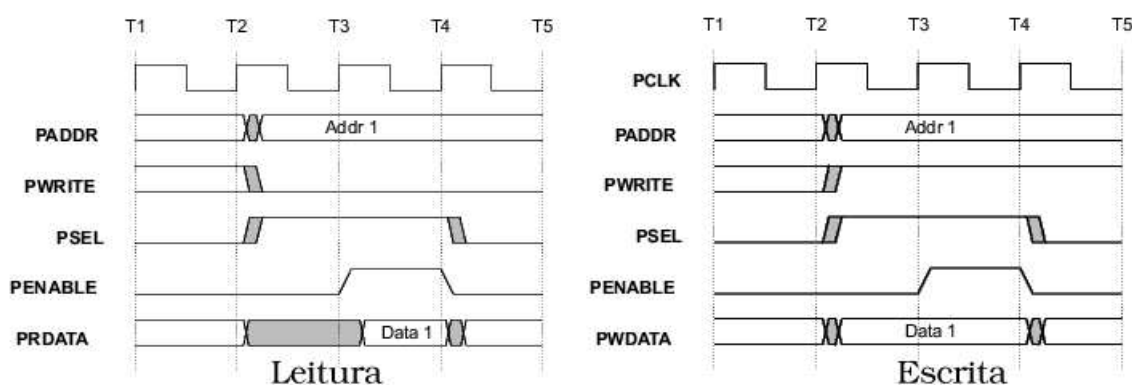 T1 T2 T3 T4 T5
PADDR Addr 1
PWRITE
PSEL
PENABLE
PRDATA Data 1
Leitura
T1 T2 T3 T4 T5
PCLK
PADDR Addr 1
PWRITE
PSEL
PENABLE
PWDATA Data 1
Escrita